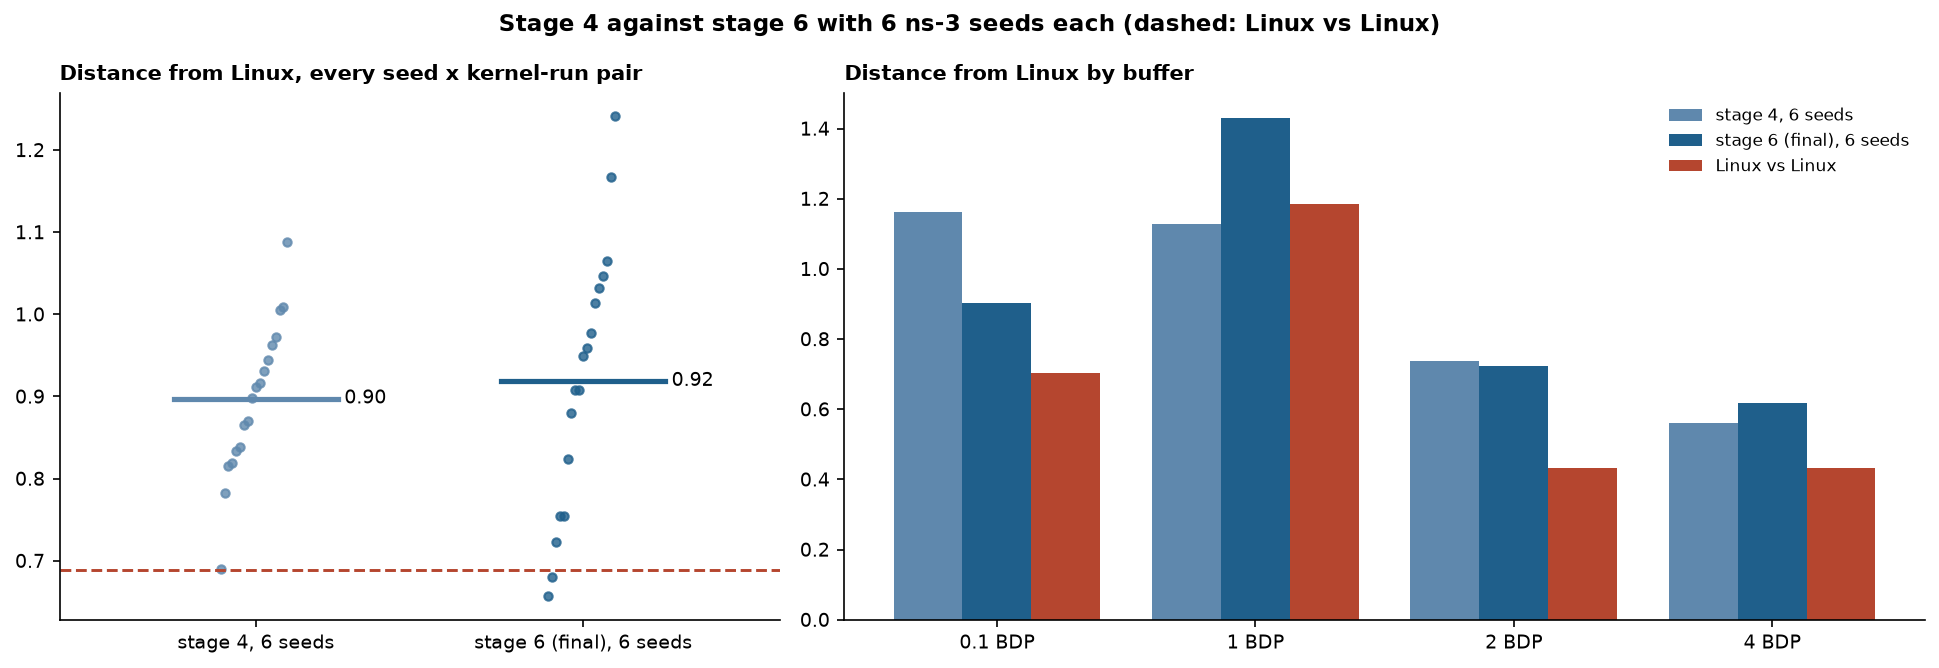 Stage 4 against stage 6 with 6 ns-3 seeds each (dashed: Linux vs Linux)
Distance from Linux, every seed x kernel-run pair
1.2
1.1
1.0
0.9
0.8
0.7
0.90
0.92
stage 4, 6 seeds
stage 6 (final), 6 seeds
Distance from Linux by buffer
1.4
1.2
1.0
0.8
0.6
0.4
0.2
0.0
stage 4, 6 seeds
stage 6 (final), 6 seeds
Linux vs Linux
0.1 BDP
1 BDP
2 BDP
4 BDP